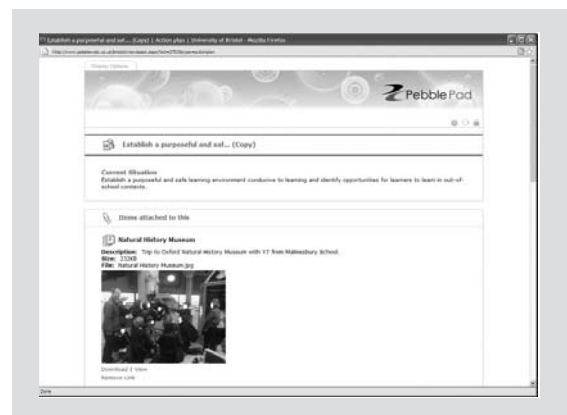 Establish a purposeful and saf... (Copy) | Action plan | University of Bristol - Mozilla Firefox
Display Options
PebblePad
Establish a purposeful and saf... (Copy)
Current Situation
Establish a purposeful and safe learning environment conducive to learning and identify opportunities for learners to learn in out-of-
school contexts.
Items attached to this
Natural History Museum
Description: Trip to Oxford Natural History Museum with Y7 from Malmesbury School.
Size: 232KB
File: Natural History Museum.jpg
Download | View
Remove Link
Done